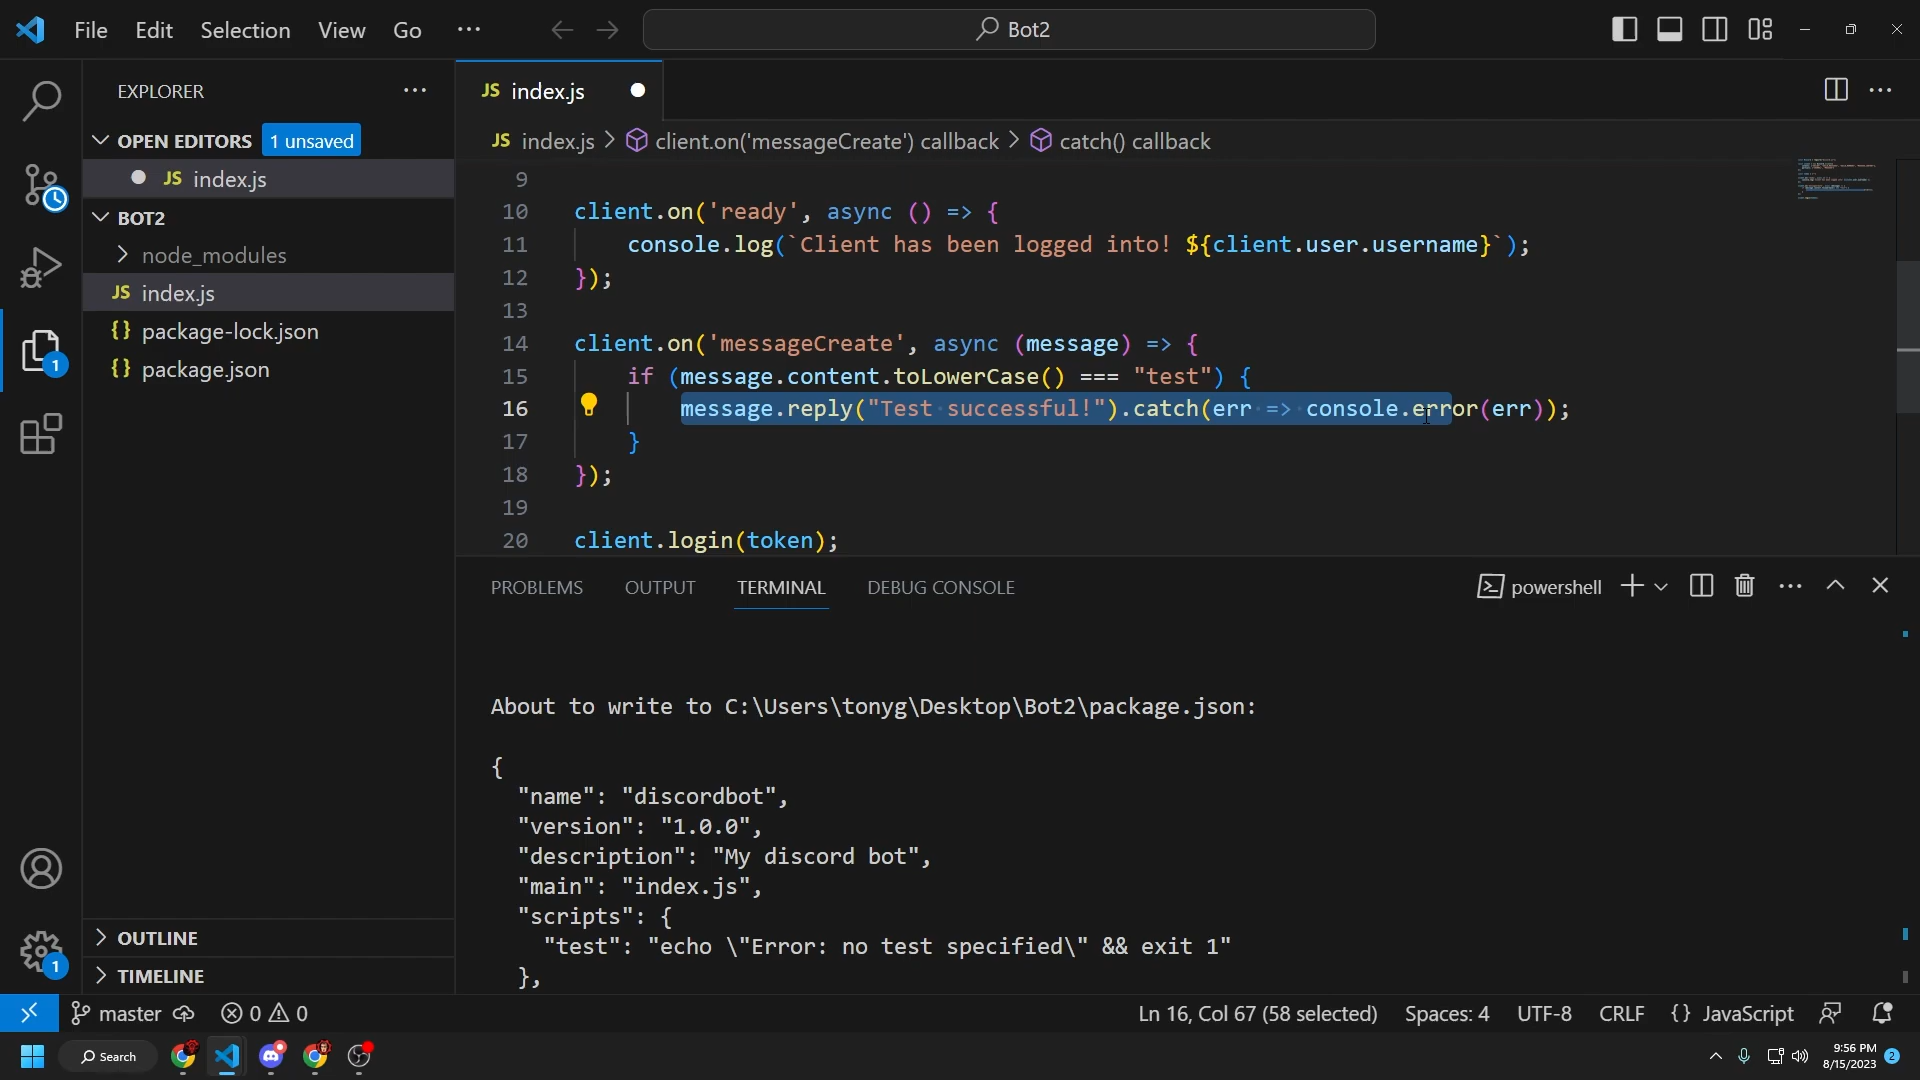 File Edit Selection View Go ··· Bot2
EXPLORER
OPEN EDITORS 1 unsaved
JS index.js
BOT2
node_modules
JS index.js
{} package-lock.json
{} package.json
OUTLINE
TIMELINE
1
1
JS index.js
JS index.js > client.on('messageCreate') callback > catch() callback
9
10 client.on('ready', async () => {
11 console.log(`Client has been logged into! ${client.user.username}`);
12 });
13
14 client.on('messageCreate', async (message) => {
15 if (message.content.toLowerCase() === "test") {
16 message.reply("Test successful!").catch(err => console.error(err));
17 }
18 });
19
20 client.login(token);
PROBLEMS OUTPUT TERMINAL DEBUG CONSOLE powershell
About to write to C:\Users\tonyg\Desktop\Bot2\package.json:
{
"name": "discordbot",
"version": "1.0.0",
"description": "My discord bot",
"main": "index.js",
"scripts": {
"test": "echo \"Error: no test specified\" && exit 1"
},
master 0 0 Ln 16, Col 67 (58 selected) Spaces: 4 UTF-8 CRLF {} JavaScript
Search 9:56 PM
8/15/2023 2